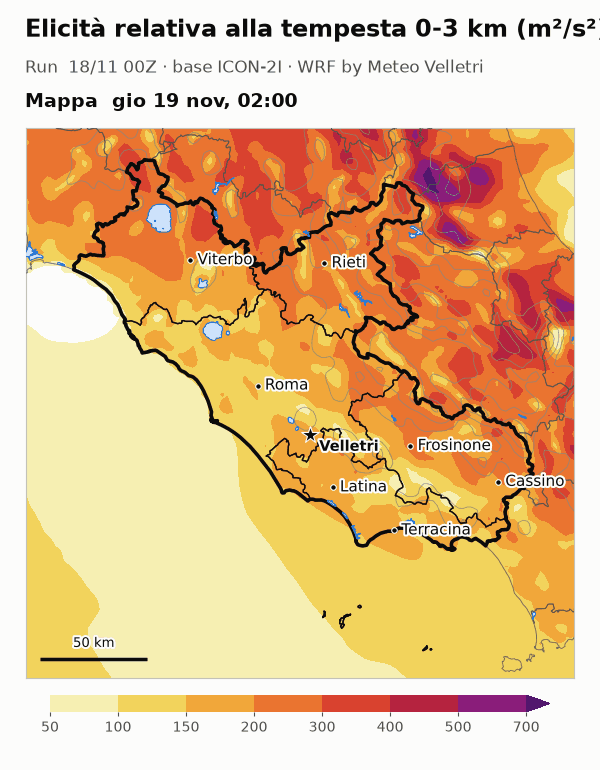 Elicità relativa alla tempesta 0-3 km (m²/s²)
Run 18/11 00Z · base ICON-2I · WRF by Meteo Velletri
Mappa gio 19 nov, 02:00
Viterbo
Rieti
Roma
Velletri
Frosinone
Cassino
Latina
Terracina
50 km
50 100 150 200 300 400 500 700